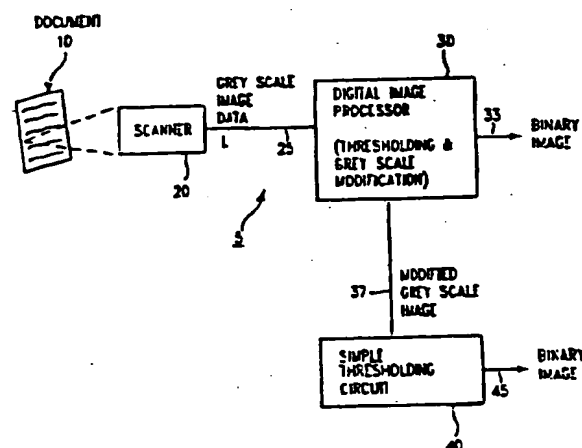 DOCUMENT
10
SCANNER
20
GREY SCALE
IMAGE
DATA
L
25
5
30
DIGITAL IMAGE
PROCESSOR
(THRESHOLDING &
GREY SCALE
MODIFICATION)
33
BINARY
IMAGE
37
MODIFIED
GREY SCALE
IMAGE
SIMPLE
THRESHOLDING
CIRCUIT
45
BINARY
IMAGE
40